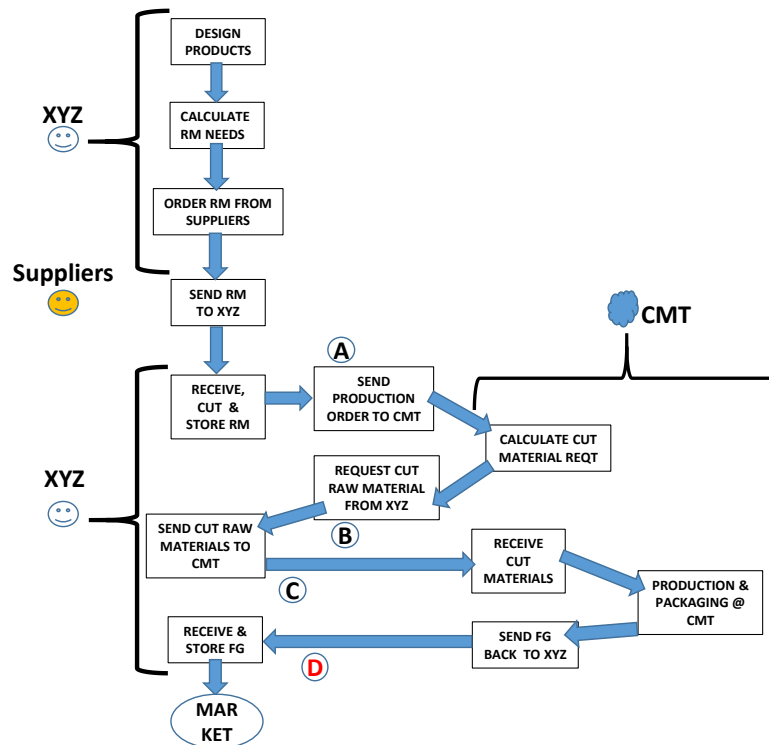 DESIGN
PRODUCTS
XYZ
CALCULATE
RM NEEDS
ORDER RM FROM
SUPPLIERS
Suppliers
SEND RM
TO XYZ
CMT
A
RECEIVE,
CUT &
STORE RM
SEND
PRODUCTION
ORDER TO CMT
CALCULATE CUT
MATERIAL REQT
XYZ
REQUEST CUT
RAW MATERIAL
FROM XYZ
B
SEND CUT RAW
MATERIALS TO
CMT
C
RECEIVE
CUT
MATERIALS
PRODUCTION &
PACKAGING @
CMT
RECEIVE &
STORE FG
D
SEND FG
BACK TO XYZ
MAR
KET